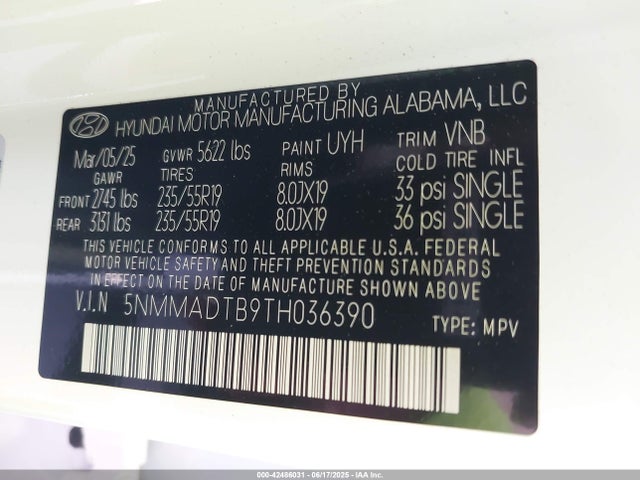 MANUFACTURED BY
HYUNDAI MOTOR MANUFACTURING ALABAMA, LLC
Mar/05/25 GVWR 5622 lbs PAINT UYH TRIM VNB
GAWR TIRES RIMS COLD TIRE INFL
FRONT 2745 lbs 235/55R19 8.0JX19 33 psi SINGLE
REAR 3131 lbs 235/55R19 8.0JX19 36 psi SINGLE
THIS VEHICLE CONFORMS TO ALL APPLICABLE U.S.A. FEDERAL
MOTOR VEHICLE SAFETY AND THEFT PREVENTION STANDARDS
IN EFFECT ON THE DATE OF MANUFACTURE SHOWN ABOVE
V.I.N 5NMMADTB9TH036390 TYPE: MPV
000-42486031 - 06/17/2025 - IAA Inc.